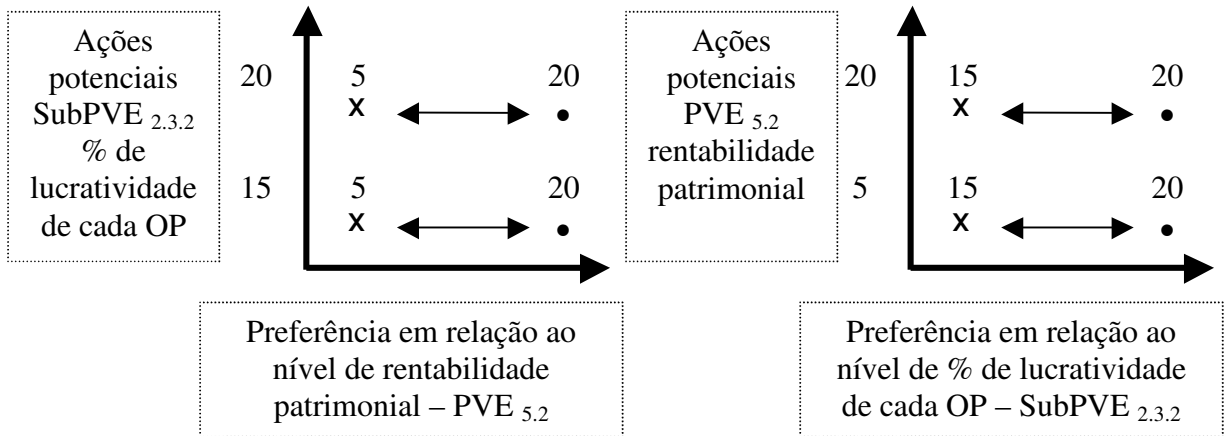 Ações
potenciais
SubPVE 2.3.2
% de
lucratividade
de cada OP
20
5
20
x
15
5
20
x
Preferência em relação ao
nível de rentabilidade
patrimonial – PVE 5.2
Ações
potenciais
PVE 5.2
rentabilidade
patrimonial
20
15
20
x
5
15
20
x
Preferência em relação ao
nível de % de lucratividade
de cada OP – SubPVE 2.3.2